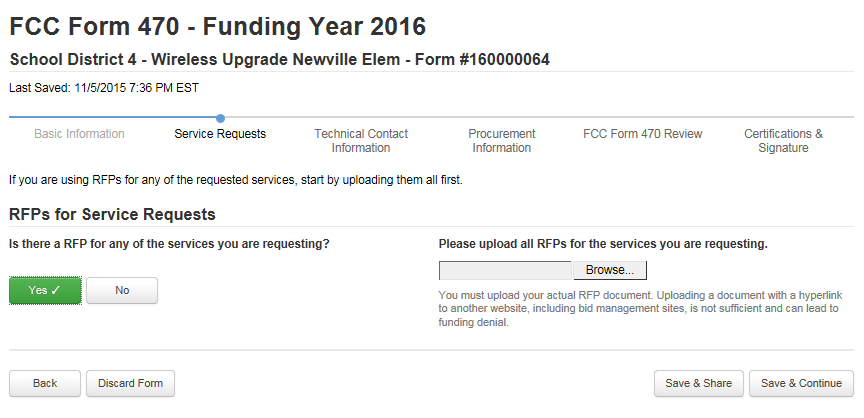 FCC Form 470 - Funding Year 2016
School District 4 - Wireless Upgrade Newville Elem - Form #160000064
Last Saved: 11/5/2015 7:36 PM EST
Basic Information
Service Requests
Technical Contact
Information
Procurement
Information
FCC Form 470 Review
Certifications &
Signature
If you are using RFPs for any of the requested services, start by uploading them all first.
RFPs for Service Requests
Is there a RFP for any of the services you are requesting?
Yes ✓
No
Please upload all RFPs for the services you are requesting.
Browse...
You must upload your actual RFP document. Uploading a document with a hyperlink
to another website, including bid management sites, is not sufficient and can lead to
funding denial.
Back
Discard Form
Save & Share
Save & Continue